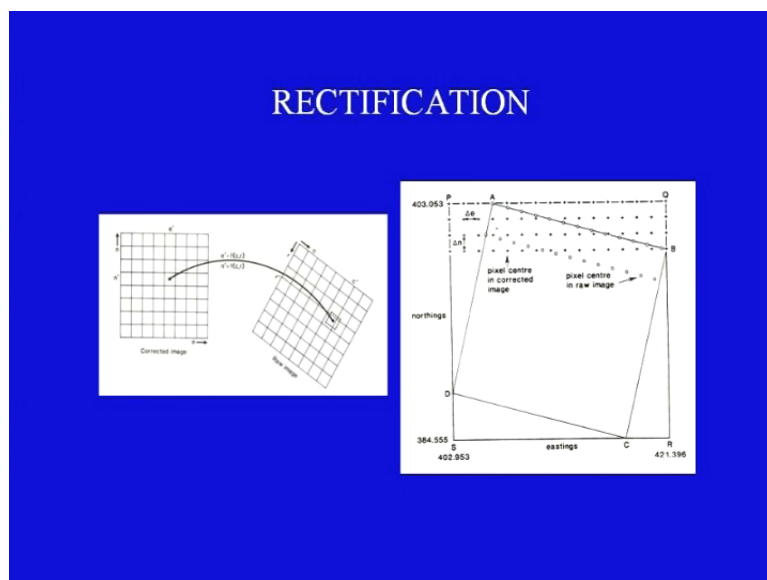 RECTIFICATION
e'
n
n'
e
Corrected image
Raw image
P
A
Q
403.053
Δe
Δn
B
pixel centre
in corrected
image
pixel centre
in raw image
northings
D
384.555
S
eastings
C
R
402.953
421.396